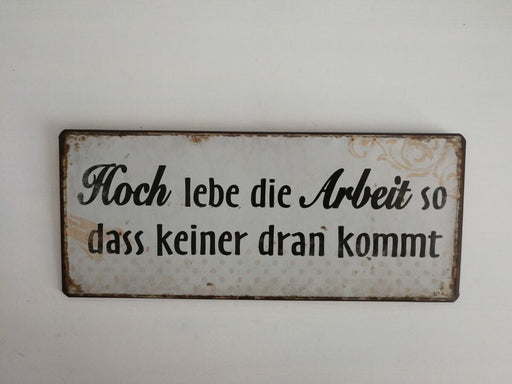 Hoch lebe die Arbeit so
dass keiner dran kommt